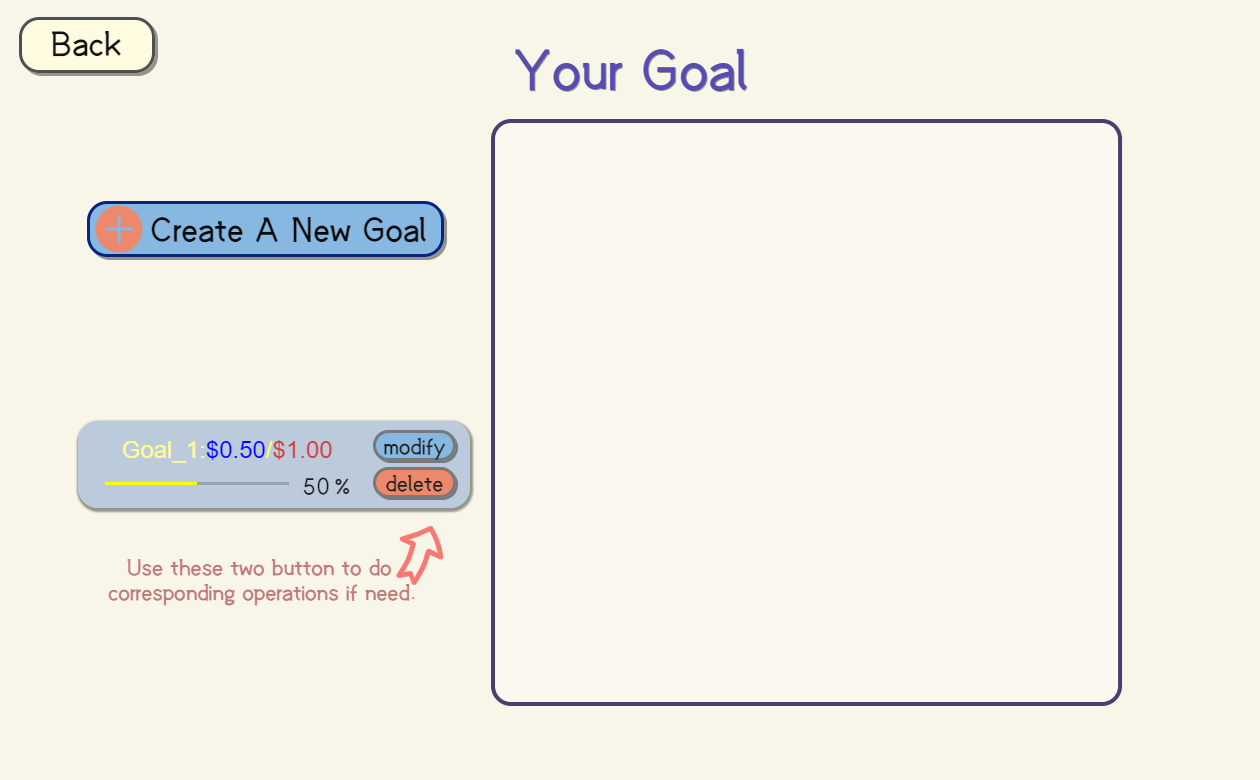 Back
Your Goal
Create A New Goal
Goal_1:$0.50/$1.00
modify
50 %
delete
Use these two button to do
corresponding operations if need.